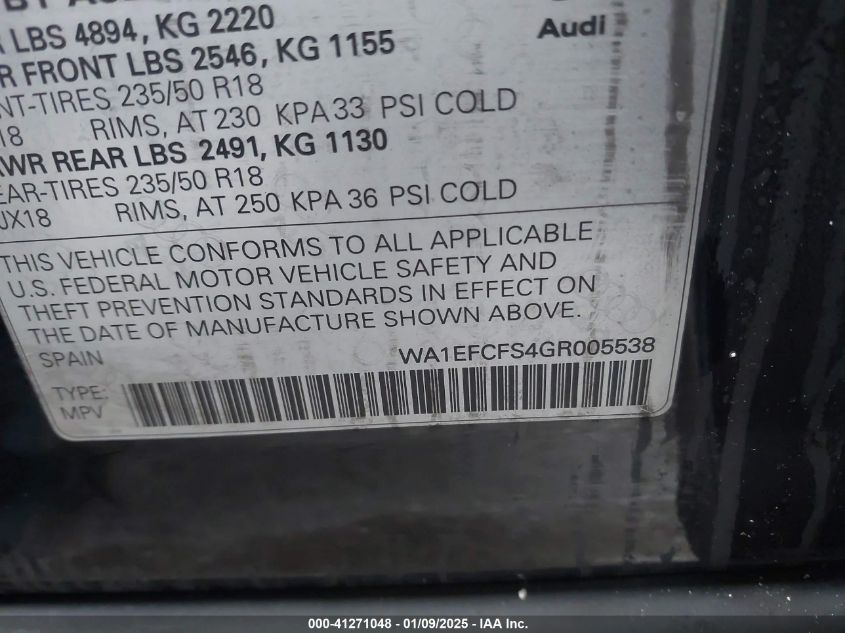 Audi
LBS 4894, KG 2220
R FRONT LBS 2546, KG 1155
NT-TIRES 235/50 R18
18 RIMS, AT 230 KPA 33 PSI COLD
WR REAR LBS 2491, KG 1130
EAR-TIRES 235/50 R18
JX18 RIMS, AT 250 KPA 36 PSI COLD
THIS VEHICLE CONFORMS TO ALL APPLICABLE
U.S. FEDERAL MOTOR VEHICLE SAFETY AND
THEFT PREVENTION STANDARDS IN EFFECT ON
THE DATE OF MANUFACTURE SHOWN ABOVE.
SPAIN WA1EFCFS4GR005538
TYPE:
MPV
000-41271048 - 01/09/2025 - IAA Inc.